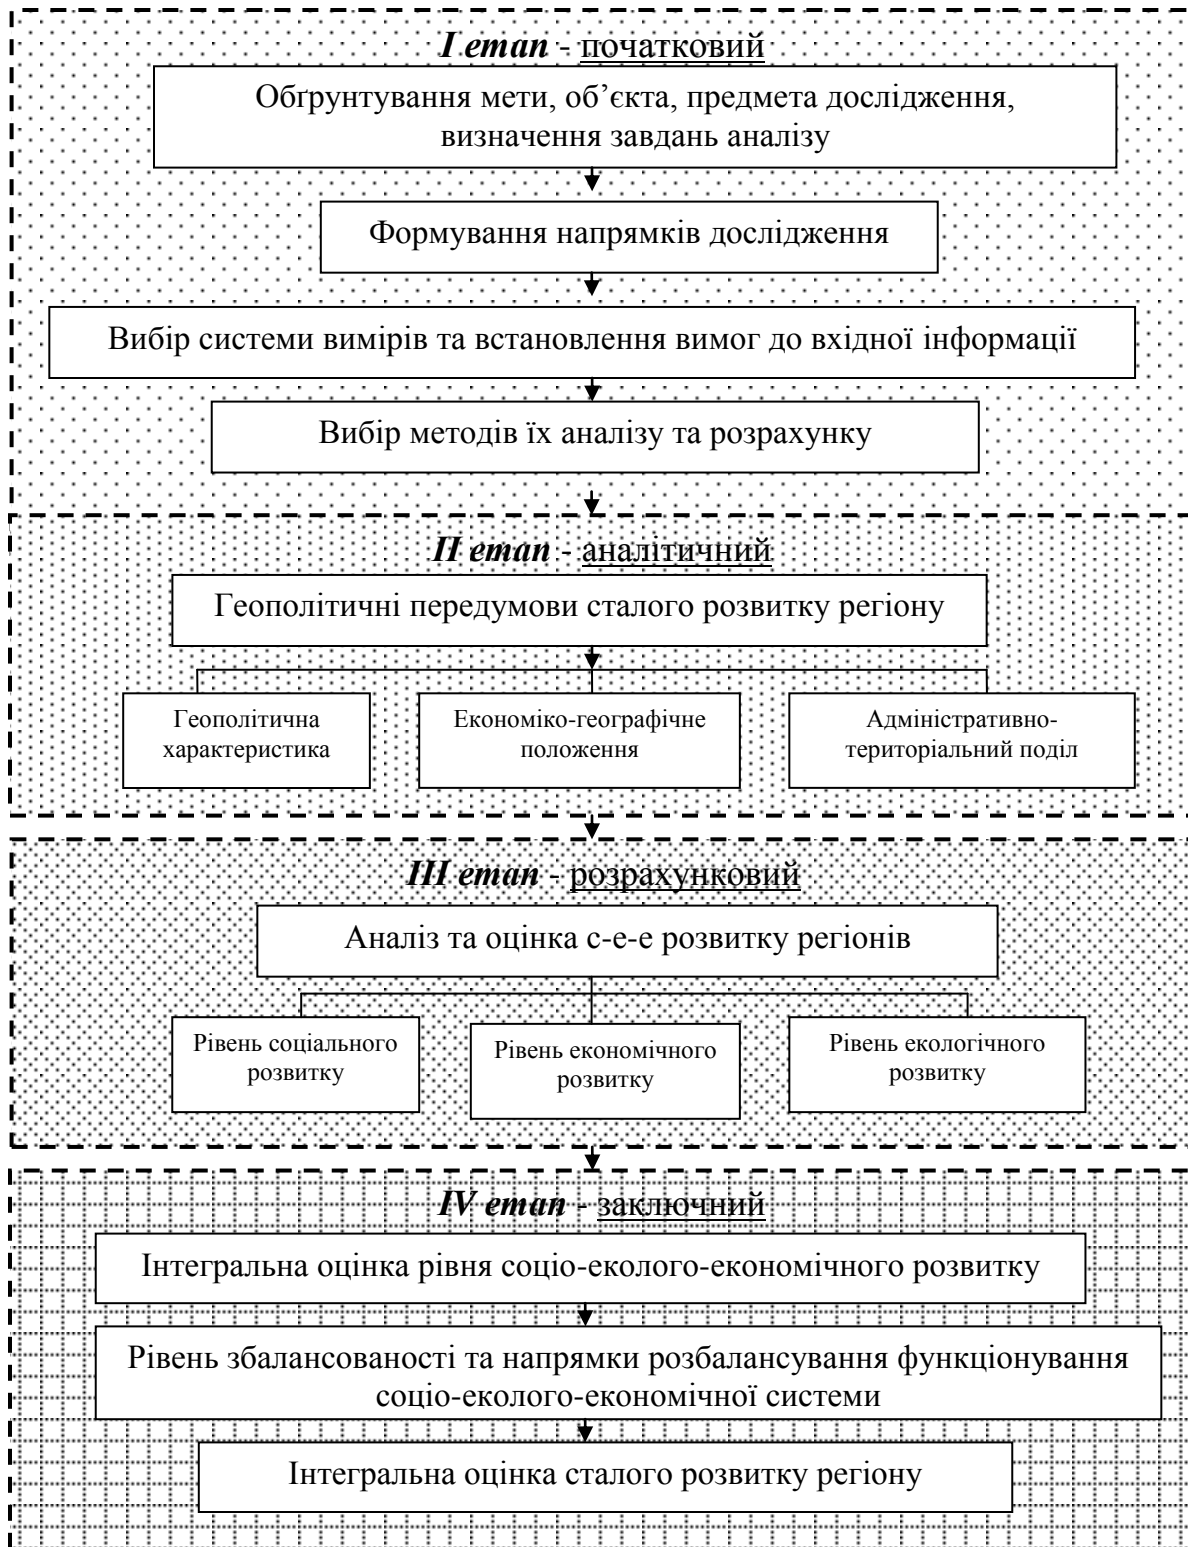 I етап - початковий
Обґрунтування мети, об’єкта, предмета дослідження,
визначення завдань аналізу
Формування напрямків дослідження
Вибір системи вимірів та встановлення вимог до вхідної інформації
Вибір методів їх аналізу та розрахунку
II етап - аналітичний
Геополітичні передумови сталого розвитку регіону
Геополітична
характеристика
Економіко-географічне
положення
Адміністративно-
територіальний поділ
III етап - розрахунковий
Аналіз та оцінка с-е-е розвитку регіонів
Рівень соціального
розвитку
Рівень економічного
розвитку
Рівень екологічного
розвитку
IV етап - заключний
Інтегральна оцінка рівня соціо-еколого-економічного розвитку
Рівень збалансованості та напрямки розбалансування функціонування
соціо-еколого-економічної системи
Інтегральна оцінка сталого розвитку регіону